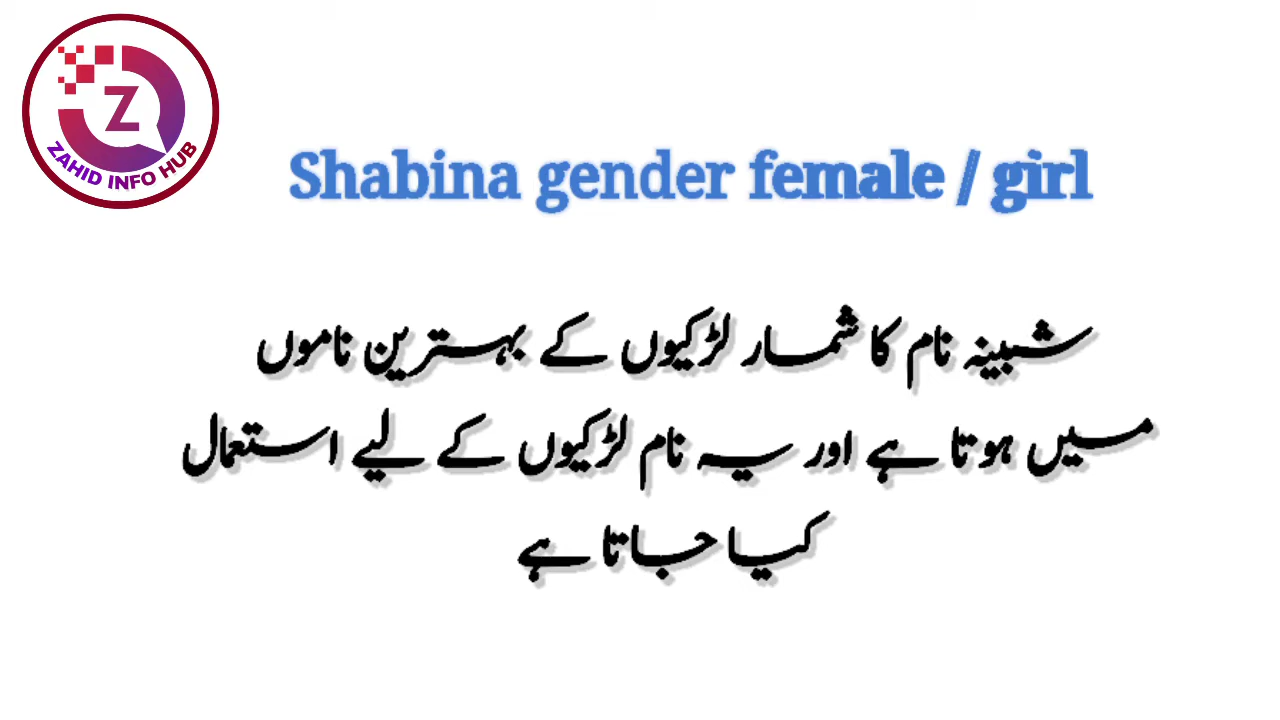 Z
ZAHID INFO HUB
Shabina gender female / girl
شبینہ نام کا شمار لڑکیوں کے بہترین ناموں
میں ہوتا ہے اور یہ نام لڑکیوں کے لیے استعمال
کیا جاتا ہے